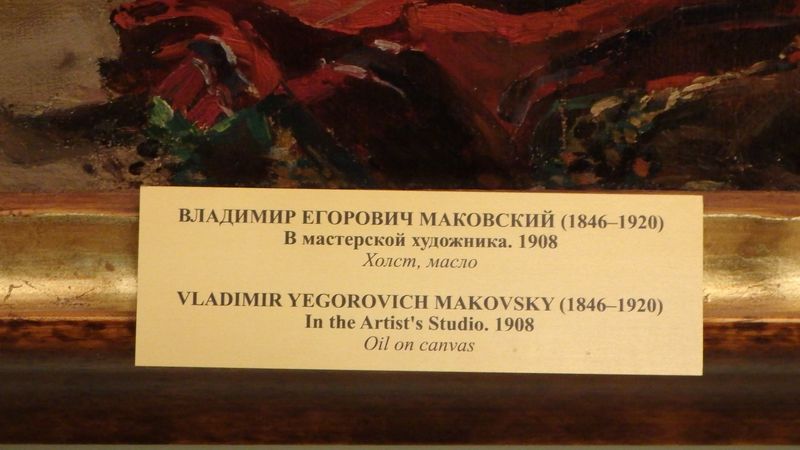 ВЛАДИМИР ЕГОРОВИЧ МАКОВСКИЙ (1846–1920)
В мастерской художника. 1908
Холст, масло
VLADIMIR YEGOROVICH MAKOVSKY (1846–1920)
In the Artist's Studio. 1908
Oil on canvas